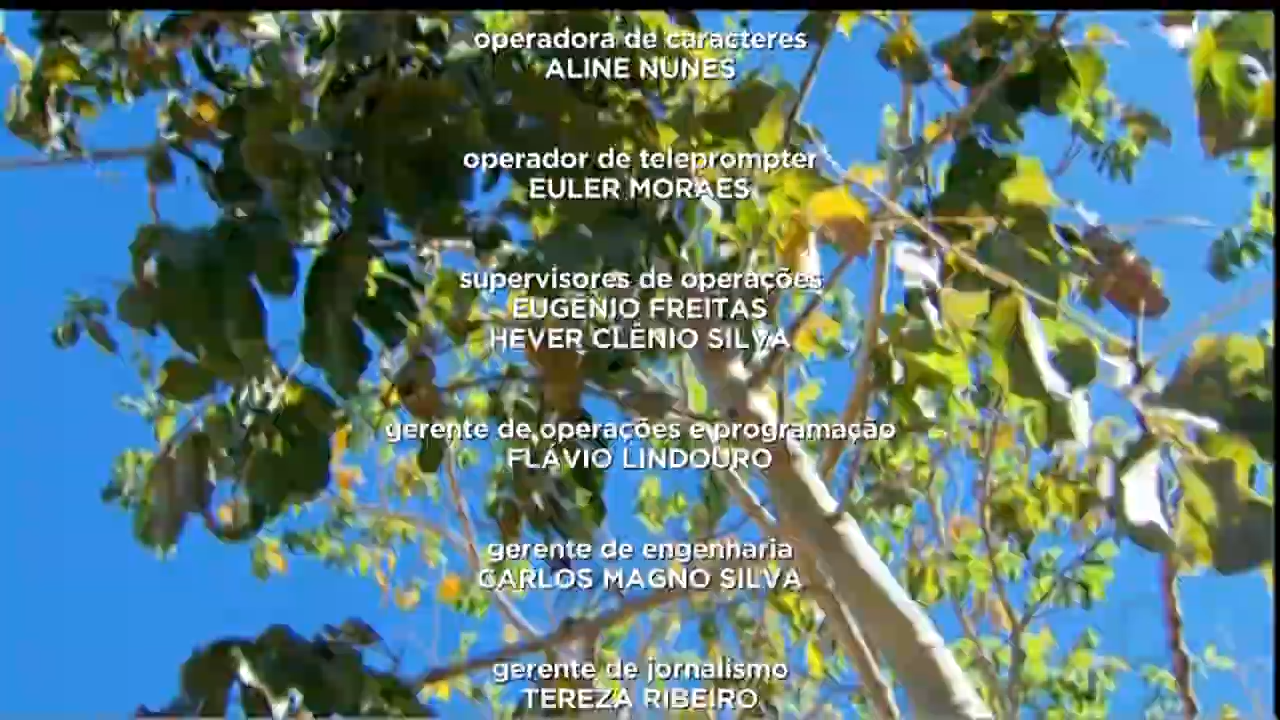 operadora de caracteres
ALINE NUNES
operador de teleprompter
EULER MORAES
supervisores de operações
EUGÊNIO FREITAS
HEVER CLÊNIO SILVA
gerente de operações e programação
FLÁVIO LINDOURO
gerente de engenharia
CARLOS MAGNO SILVA
gerente de jornalismo
TEREZA RIBEIRO